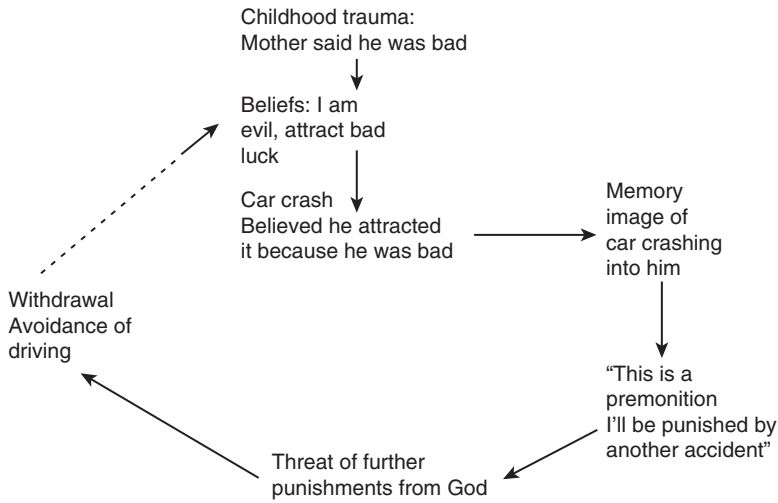 Childhood trauma:
Mother said he was bad
Beliefs: I am
evil, attract bad
luck
Car crash
Believed he attracted
it because he was bad
Memory
image of
car crashing
into him
“This is a
premonition
I’ll be punished by
another accident”
Threat of further
punishments from God
Withdrawal
Avoidance of
driving